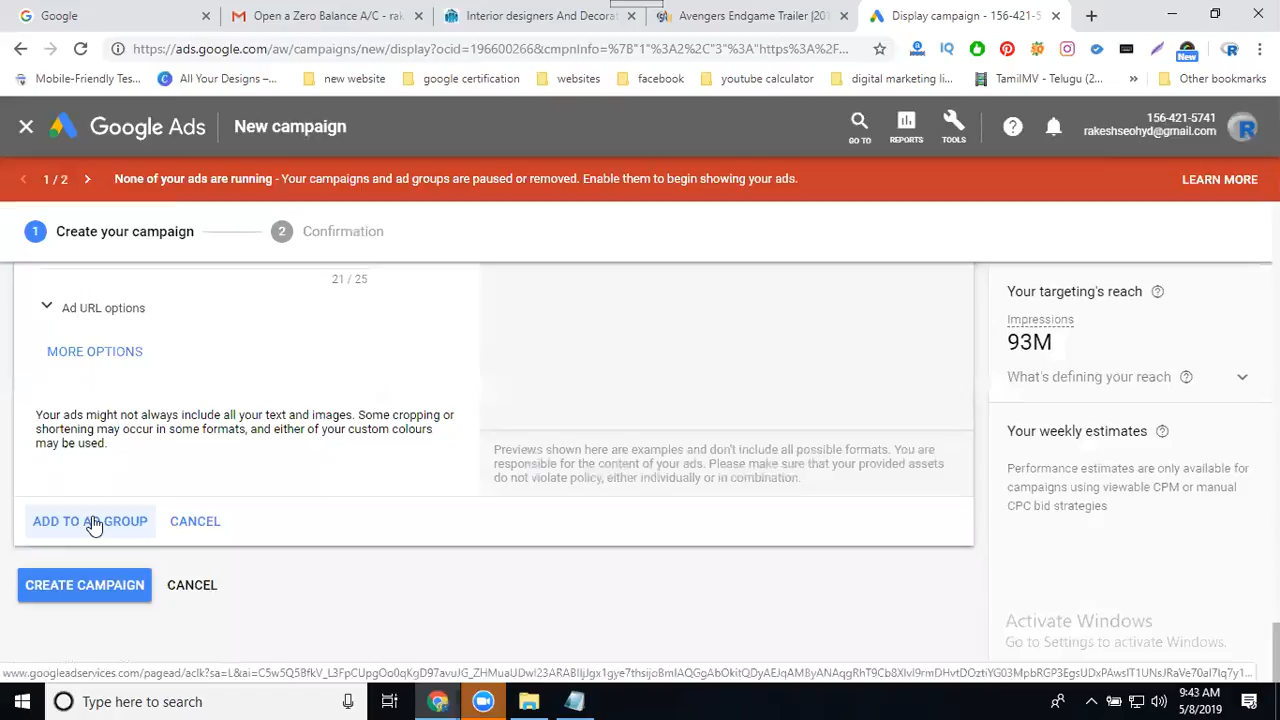 Google
Open a Zero Balance A/C - rak
Interior designers And Decorat
Avengers Endgame Trailer |201
Display campaign - 156-421-5
https://ads.google.com/aw/campaigns/new/display?ocid=196600266&cmpnInfo=%7B"1"%3A2%2C"3"%3A"https%3A%2F...
New
Mobile-Friendly Tes...
All Your Designs –...
new website
google certification
websites
facebook
youtube calculator
digital marketing li...
TamilMV - Telugu (2...
Other bookmarks
Google Ads
New campaign
GO TO
REPORTS
TOOLS
156-421-5741
rakeshseohyd@gmail.com
1 / 2
None of your ads are running - Your campaigns and ad groups are paused or removed. Enable them to begin showing your ads.
LEARN MORE
1 Create your campaign
2 Confirmation
21 / 25
Ad URL options
MORE OPTIONS
Your ads might not always include all your text and images. Some cropping or
shortening may occur in some formats, and either of your custom colours
may be used.
Previews shown here are examples and don't include all possible formats. You are
responsible for the content of your ads. Please make sure that your provided assets
do not violate policy, either individually or in combination.
ADD TO AD GROUP
CANCEL
CREATE CAMPAIGN
CANCEL
Your targeting's reach
Impressions
93M
What's defining your reach
Your weekly estimates
Performance estimates are only available for
campaigns using viewable CPM or manual
CPC bid strategies
Activate Windows
Go to Settings to activate Windows.
Type here to search
9:43 AM
5/8/2019